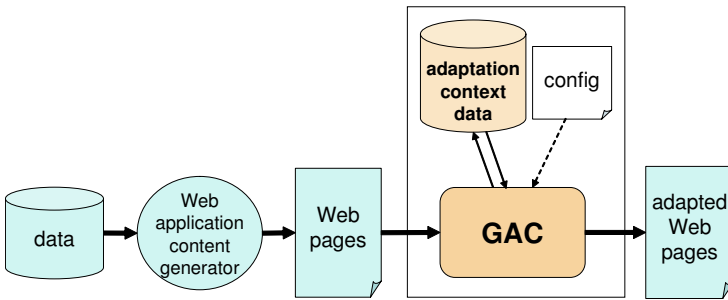 adaptation
context
data
config
data
Web
application
content
generator
Web
pages
GAC
adapted
Web
pages